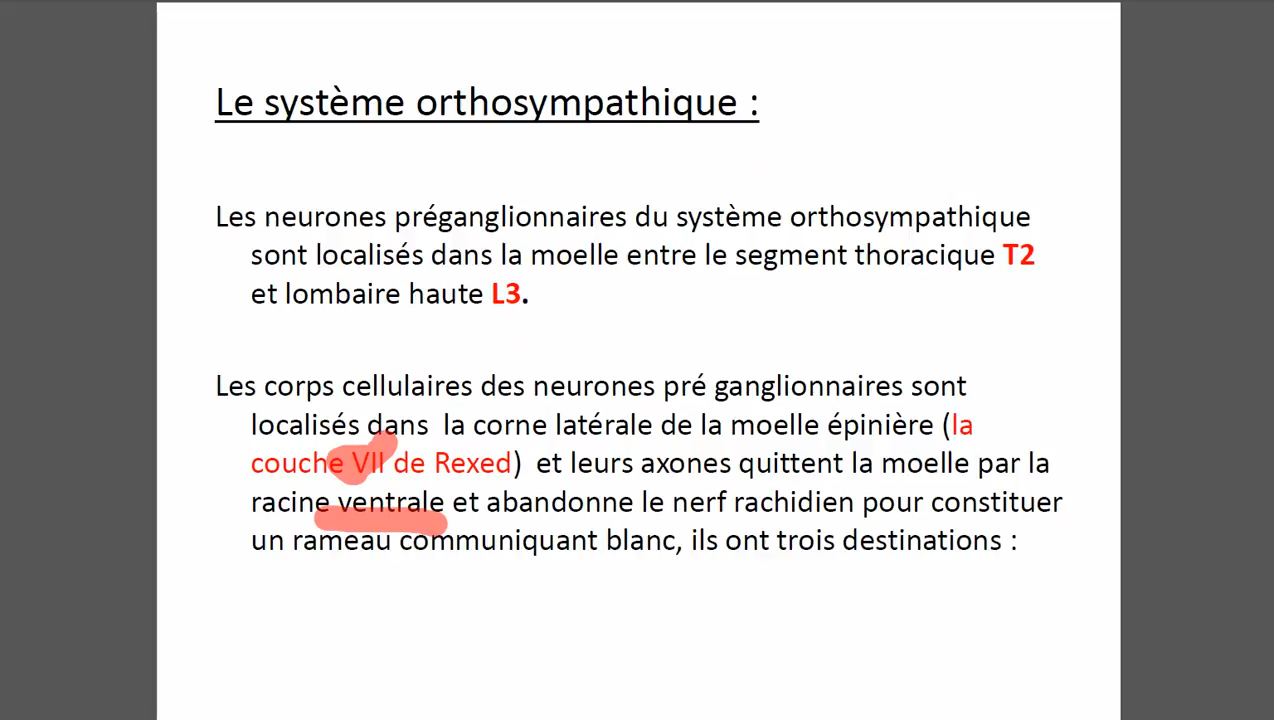 Le système orthosympathique :
Les neurones préganglionnaires du système orthosympathique
sont localisés dans la moelle entre le segment thoracique T2
et lombaire haute L3.
Les corps cellulaires des neurones pré ganglionnaires sont
localisés dans la corne latérale de la moelle épinière (la
couche VII de Rexed) et leurs axones quittent la moelle par la
racine ventrale et abandonne le nerf rachidien pour constituer
un rameau communiquant blanc, ils ont trois destinations :